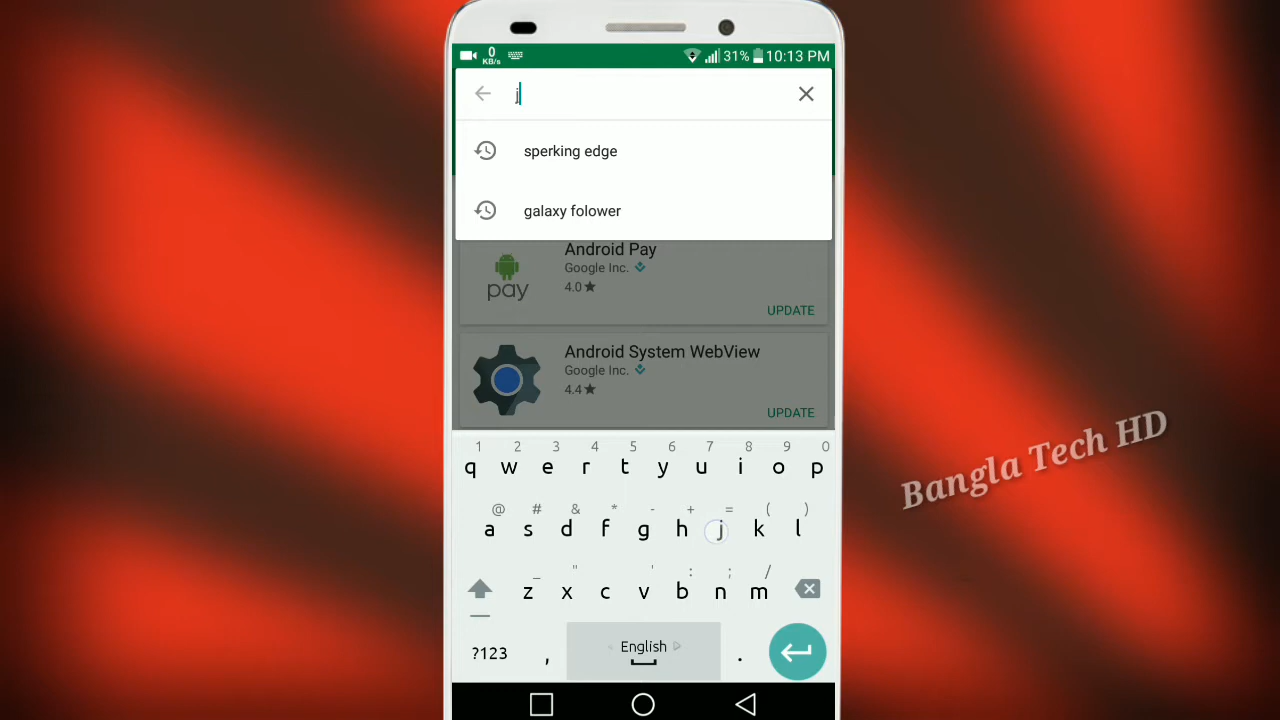 0
KB/s
31%
10:13 PM
j
sperking edge
galaxy folower
Android Pay
Google Inc.
4.0★
UPDATE
pay
Android System WebView
Google Inc.
4.4★
UPDATE
1 2 3 4 5 6 7 8 9 0
q w e r t y u i o p
@ # & * - + = ( )
a s d f g h j k l
_ " ' : ; /
z x c v b n m
?123 , English .
Bangla Tech HD